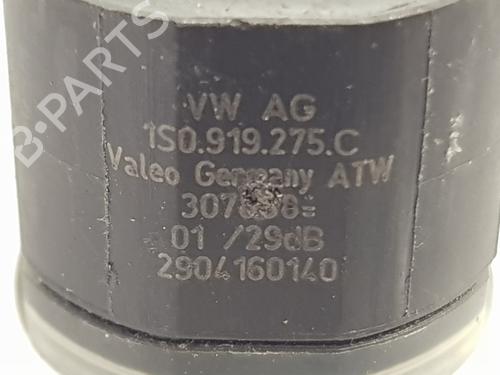 B-PARTS
VW AG
1S0.919.275.C
Valeo Germany ATW
01 /29dB
2904160140